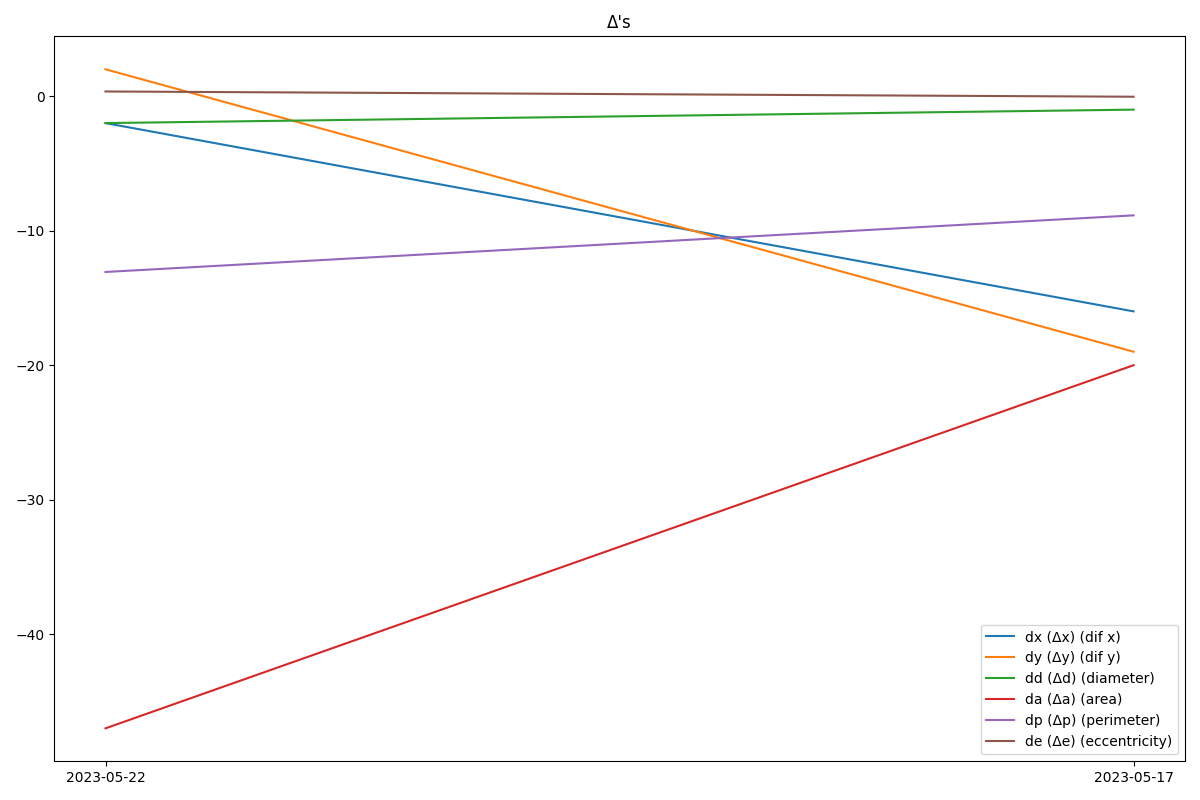 Δ's
0
−10
−20
−30
−40
dx (Δx) (dif x)
dy (Δy) (dif y)
dd (Δd) (diameter)
da (Δa) (area)
dp (Δp) (perimeter)
de (Δe) (eccentricity)
2023-05-22
2023-05-17